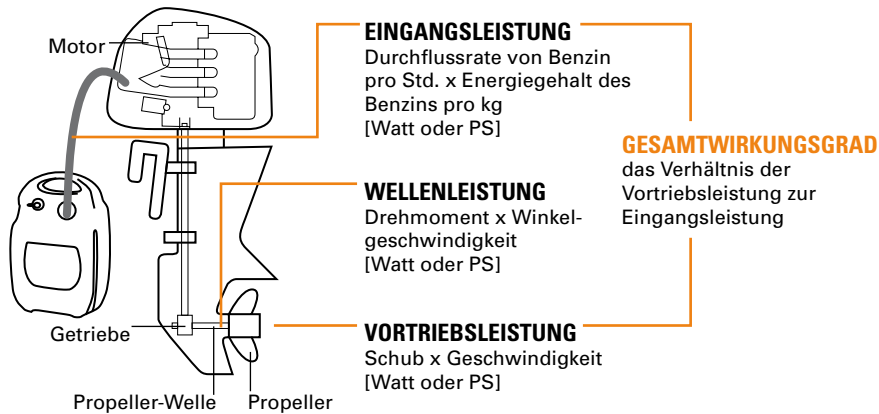 Motor
EINGANGSLEISTUNG
Durchflussrate von Benzin
pro Std. x Energiegehalt des
Benzins pro kg
[Watt oder PS]
GESAMTWIRKUNGSGRAD
das Verhältnis der
Vortriebsleistung zur
Eingangsleistung
WELLENLEISTUNG
Drehmoment x Winkel-
geschwindigkeit
[Watt oder PS]
Getriebe
VORTRIEBSLEISTUNG
Schub x Geschwindigkeit
[Watt oder PS]
Propeller-Welle
Propeller